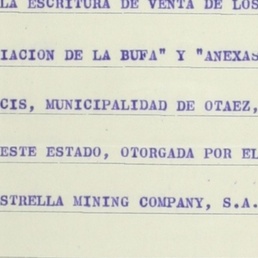 LA ESCRITURA DE VENTA DE LOS
IACION DE LA BUFA" Y "ANEXAS
CIS, MUNICIPALIDAD DE OTAEZ,
ESTE ESTADO, OTORGADA POR EL
STRELLA MINING COMPANY, S.A.